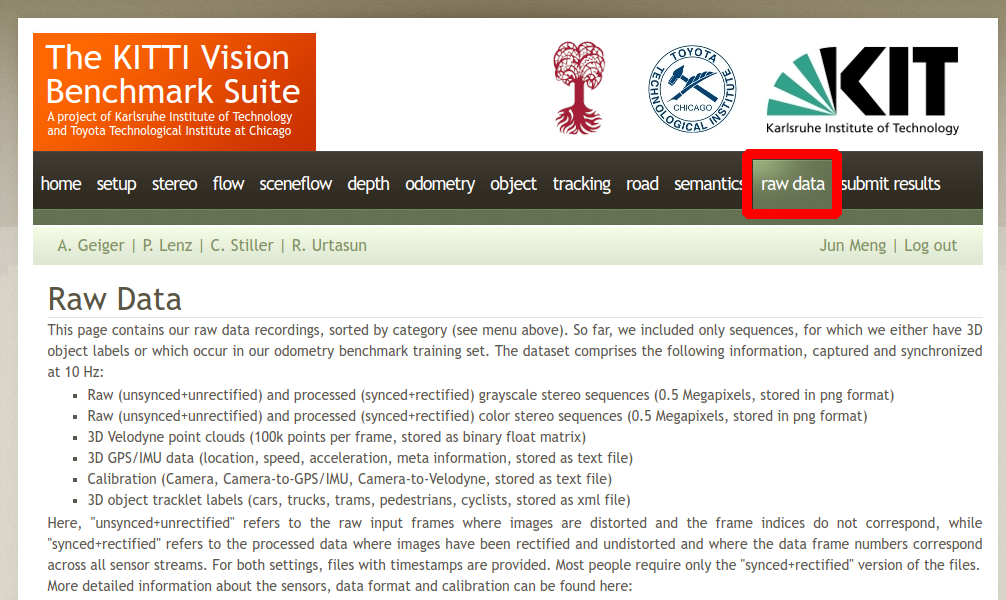 The KITTI Vision
Benchmark Suite
A project of Karlsruhe Institute of Technology
and Toyota Technological Institute at Chicago
TOYOTA TECHNOLOGICAL INSTITUTE
CHICAGO
KIT
Karlsruhe Institute of Technology
home setup stereo flow sceneflow depth odometry object tracking road semantics raw data submit results
A. Geiger | P. Lenz | C. Stiller | R. Urtasun Jun Meng | Log out
Raw Data
This page contains our raw data recordings, sorted by category (see menu above). So far, we included only sequences, for which we either have 3D
object labels or which occur in our odometry benchmark training set. The dataset comprises the following information, captured and synchronized
at 10 Hz:
▪ Raw (unsynced+unrectified) and processed (synced+rectified) grayscale stereo sequences (0.5 Megapixels, stored in png format)
▪ Raw (unsynced+unrectified) and processed (synced+rectified) color stereo sequences (0.5 Megapixels, stored in png format)
▪ 3D Velodyne point clouds (100k points per frame, stored as binary float matrix)
▪ 3D GPS/IMU data (location, speed, acceleration, meta information, stored as text file)
▪ Calibration (Camera, Camera-to-GPS/IMU, Camera-to-Velodyne, stored as text file)
▪ 3D object tracklet labels (cars, trucks, trams, pedestrians, cyclists, stored as xml file)
Here, "unsynced+unrectified" refers to the raw input frames where images are distorted and the frame indices do not correspond, while
"synced+rectified" refers to the processed data where images have been rectified and undistorted and where the data frame numbers correspond
across all sensor streams. For both settings, files with timestamps are provided. Most people require only the "synced+rectified" version of the files.
More detailed information about the sensors, data format and calibration can be found here: